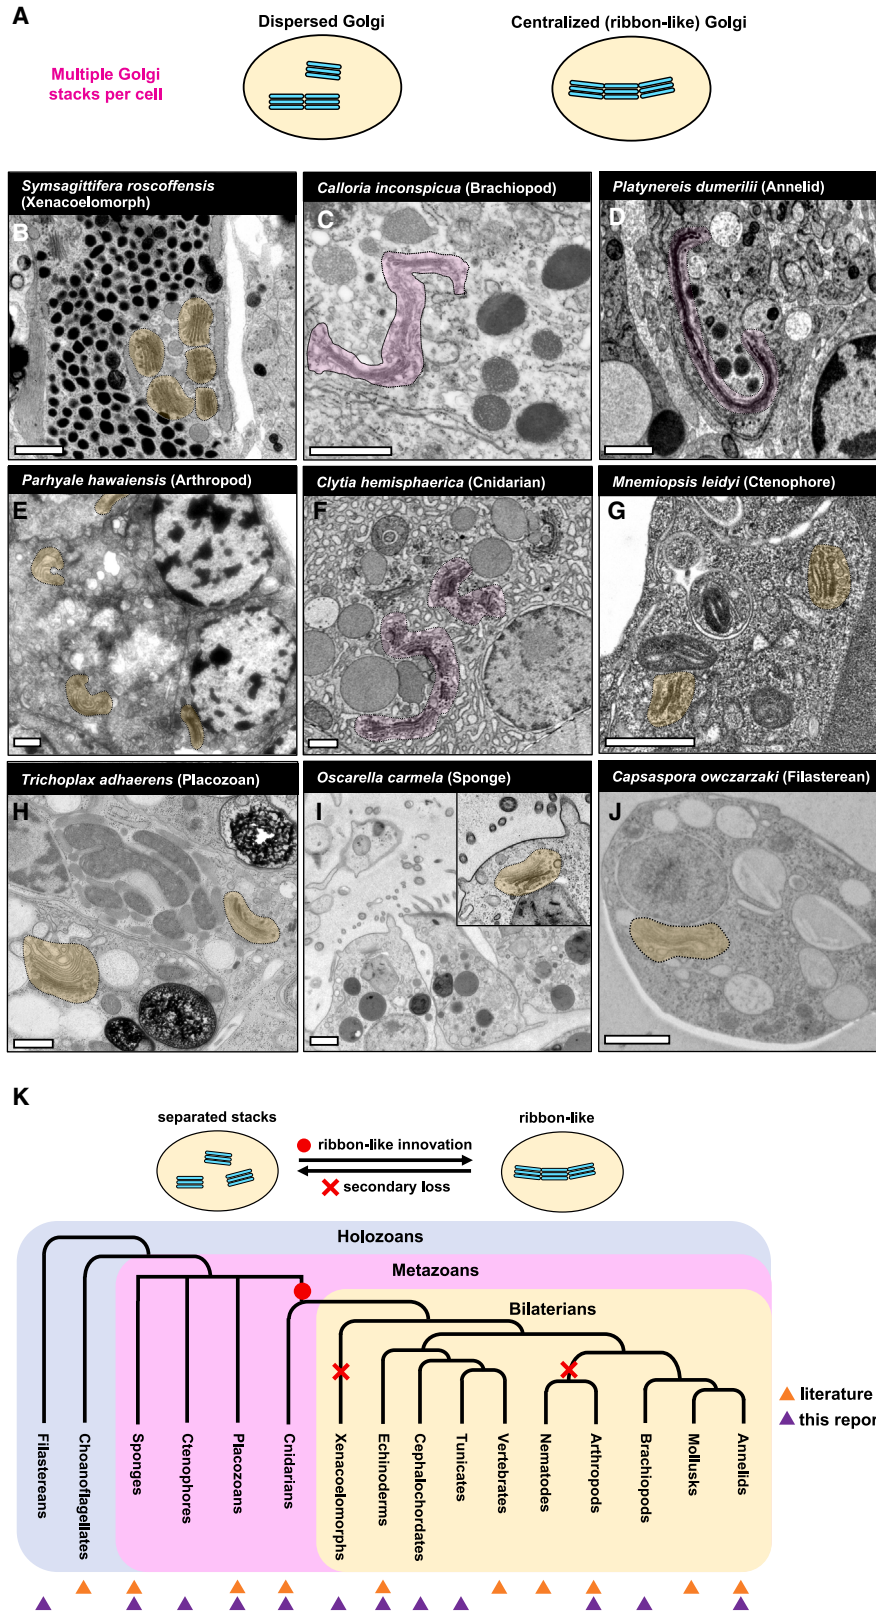 A
Dispersed Golgi
Centralized (ribbon-like) Golgi
Multiple Golgi
stacks per cell
Symsagittifera roscoffensis
(Xenacoelomorph)
B
Calloria inconspicua (Brachiopod)
C
Platynereis dumerilii (Annelid)
D
Parhyale hawaiensis (Arthropod)
E
Clytia hemisphaerica (Cnidarian)
F
Mnemiopsis leidyi (Ctenophore)
G
Trichoplax adhaerens (Placozoan)
H
Oscarella carmela (Sponge)
I
Capsaspora owczarzaki (Filasterean)
J
K
separated stacks
ribbon-like
ribbon-like innovation
secondary loss
Holozoans
Metazoans
Bilaterians
literature
this report
Filastereans
Choanoflagellates
Sponges
Ctenophores
Placozoans
Cnidarians
Xenacoelomorphs
Echinoderms
Cephalochordates
Tunicates
Vertebrates
Nematodes
Arthropods
Brachiopods
Mollusks
Annelids